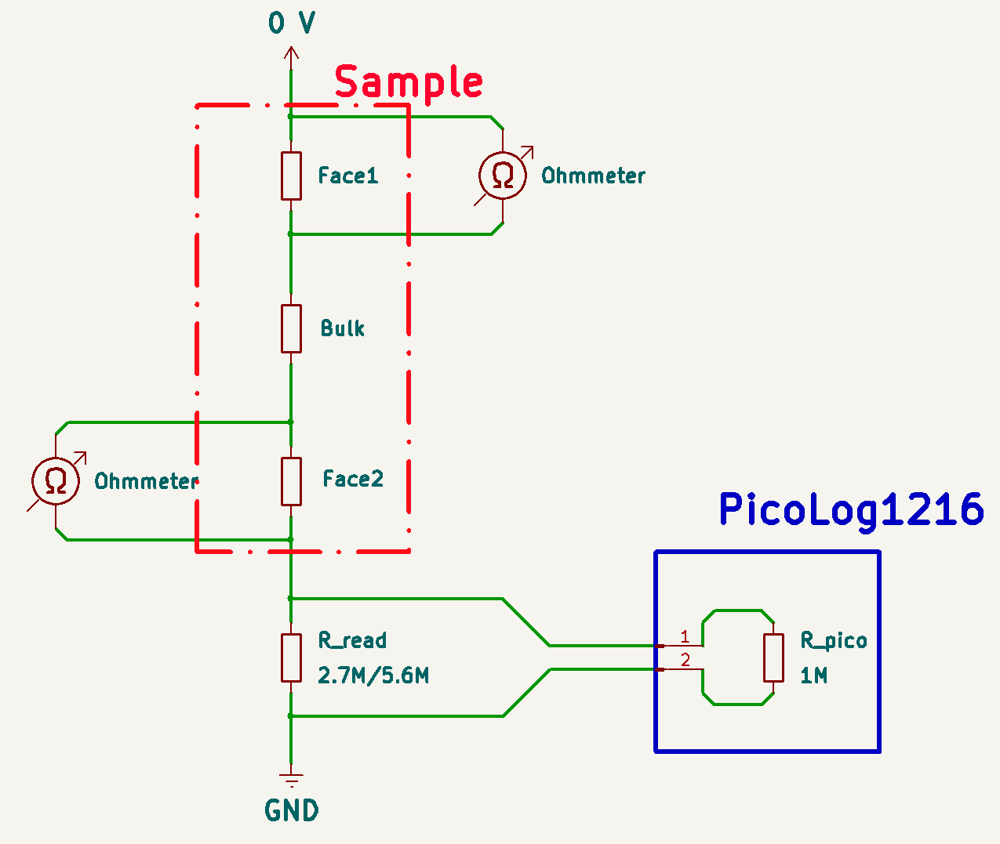 0 V
Sample
Face1
Ω
Ohmmeter
Bulk
Ω
Ohmmeter
Face2
PicoLog1216
R_read
2.7M/5.6M
1
2
R_pico
1M
GND